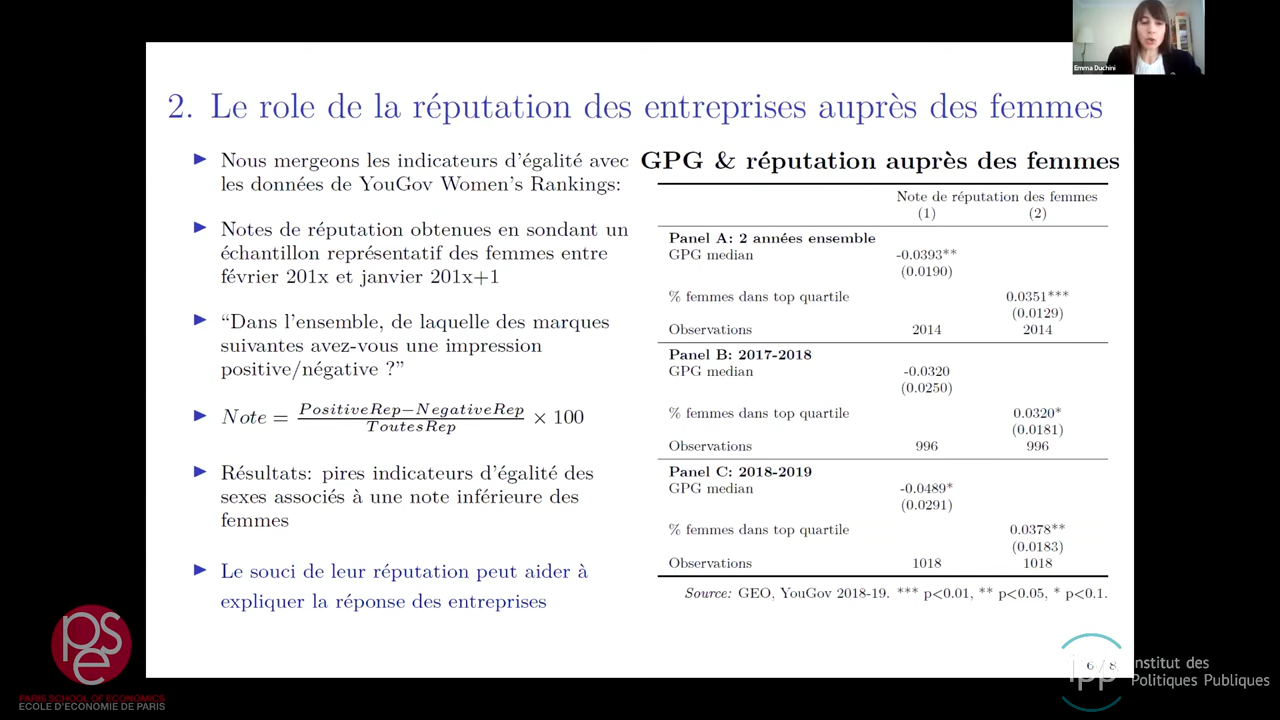 Emma Duchini
2. Le role de la réputation des entreprises auprès des femmes
Nous mergeons les indicateurs d'égalité avec
les données de YouGov Women's Rankings:
Notes de réputation obtenues en sondant un
échantillon représentatif des femmes entre
février 201x et janvier 201x+1
“Dans l'ensemble, de laquelle des marques
suivantes avez-vous une impression
positive/négative ?”
Note = PositiveRep−NegativeRep / ToutesRep × 100
Résultats: pires indicateurs d'égalité des
sexes associés à une note inférieure des
femmes
Le souci de leur réputation peut aider à
expliquer la réponse des entreprises
GPG & réputation auprès des femmes
Note de réputation des femmes
(1) (2)
Panel A: 2 années ensemble
GPG median -0.0393**
(0.0190)
% femmes dans top quartile 0.0351***
(0.0129)
Observations 2014 2014
Panel B: 2017-2018
GPG median -0.0320
(0.0250)
% femmes dans top quartile 0.0320*
(0.0181)
Observations 996 996
Panel C: 2018-2019
GPG median -0.0489*
(0.0291)
% femmes dans top quartile 0.0378**
(0.0183)
Observations 1018 1018
Source: GEO, YouGov 2018-19. *** p<0.01, ** p<0.05, * p<0.1.
6 / 8
pse
PARIS SCHOOL OF ECONOMICS
ECOLE D'ECONOMIE DE PARIS
ipp
Institut des
Politiques Publiques